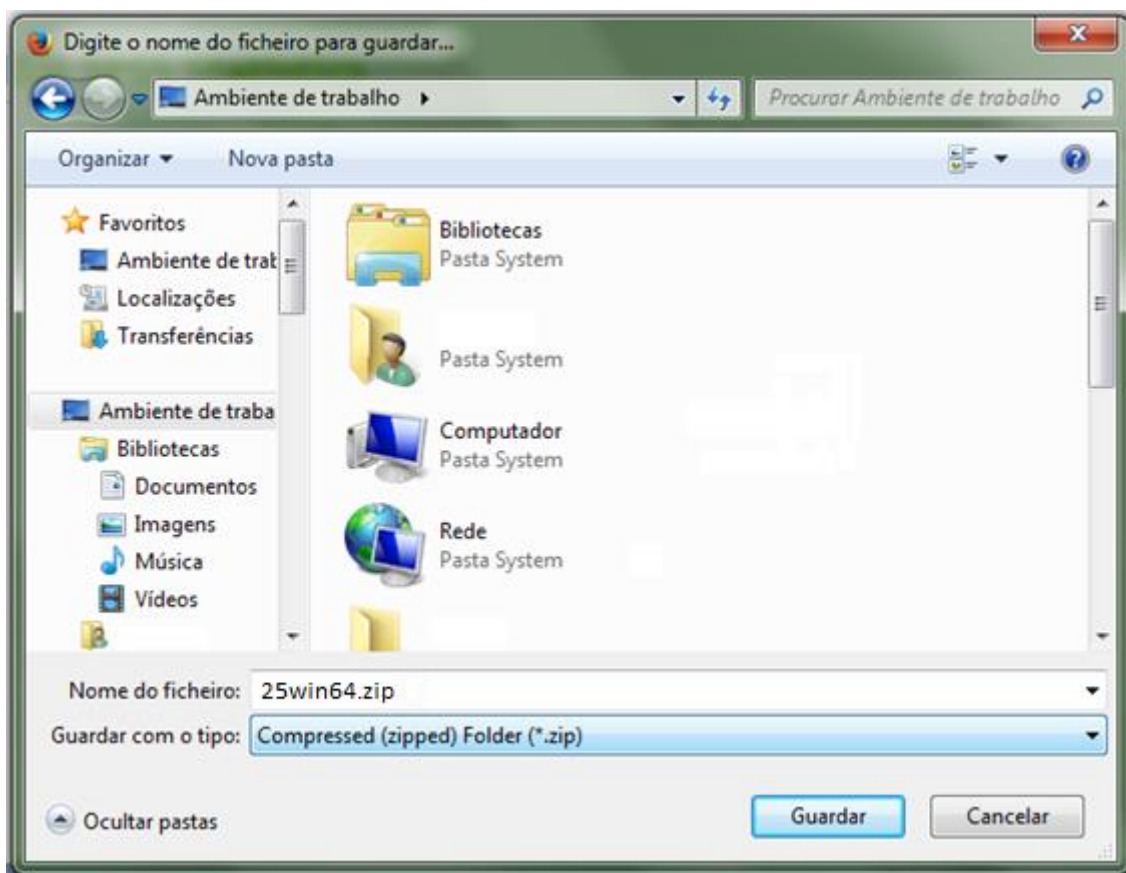 Digite o nome do ficheiro para guardar...
Ambiente de trabalho
Procurar Ambiente de trabalho
Organizar
Nova pasta
Favoritos
Ambiente de trab
Localizações
Transferências
Ambiente de traba
Bibliotecas
Documentos
Imagens
Música
Vídeos
Bibliotecas
Pasta System
Pasta System
Computador
Pasta System
Rede
Pasta System
Nome do ficheiro: 25win64.zip
Guardar com o tipo: Compressed (zipped) Folder (*.zip)
Ocultar pastas
Guardar
Cancelar